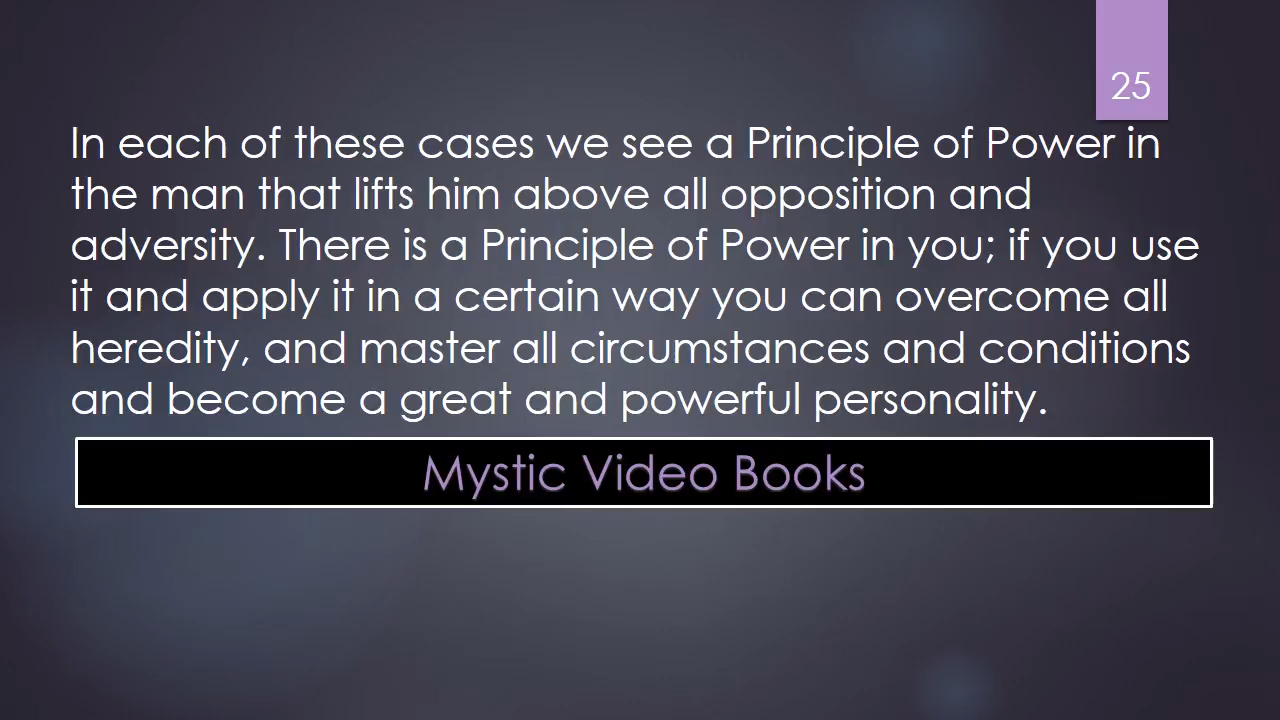 25
In each of these cases we see a Principle of Power in
the man that lifts him above all opposition and
adversity. There is a Principle of Power in you; if you use
it and apply it in a certain way you can overcome all
heredity, and master all circumstances and conditions
and become a great and powerful personality.
Mystic Video Books